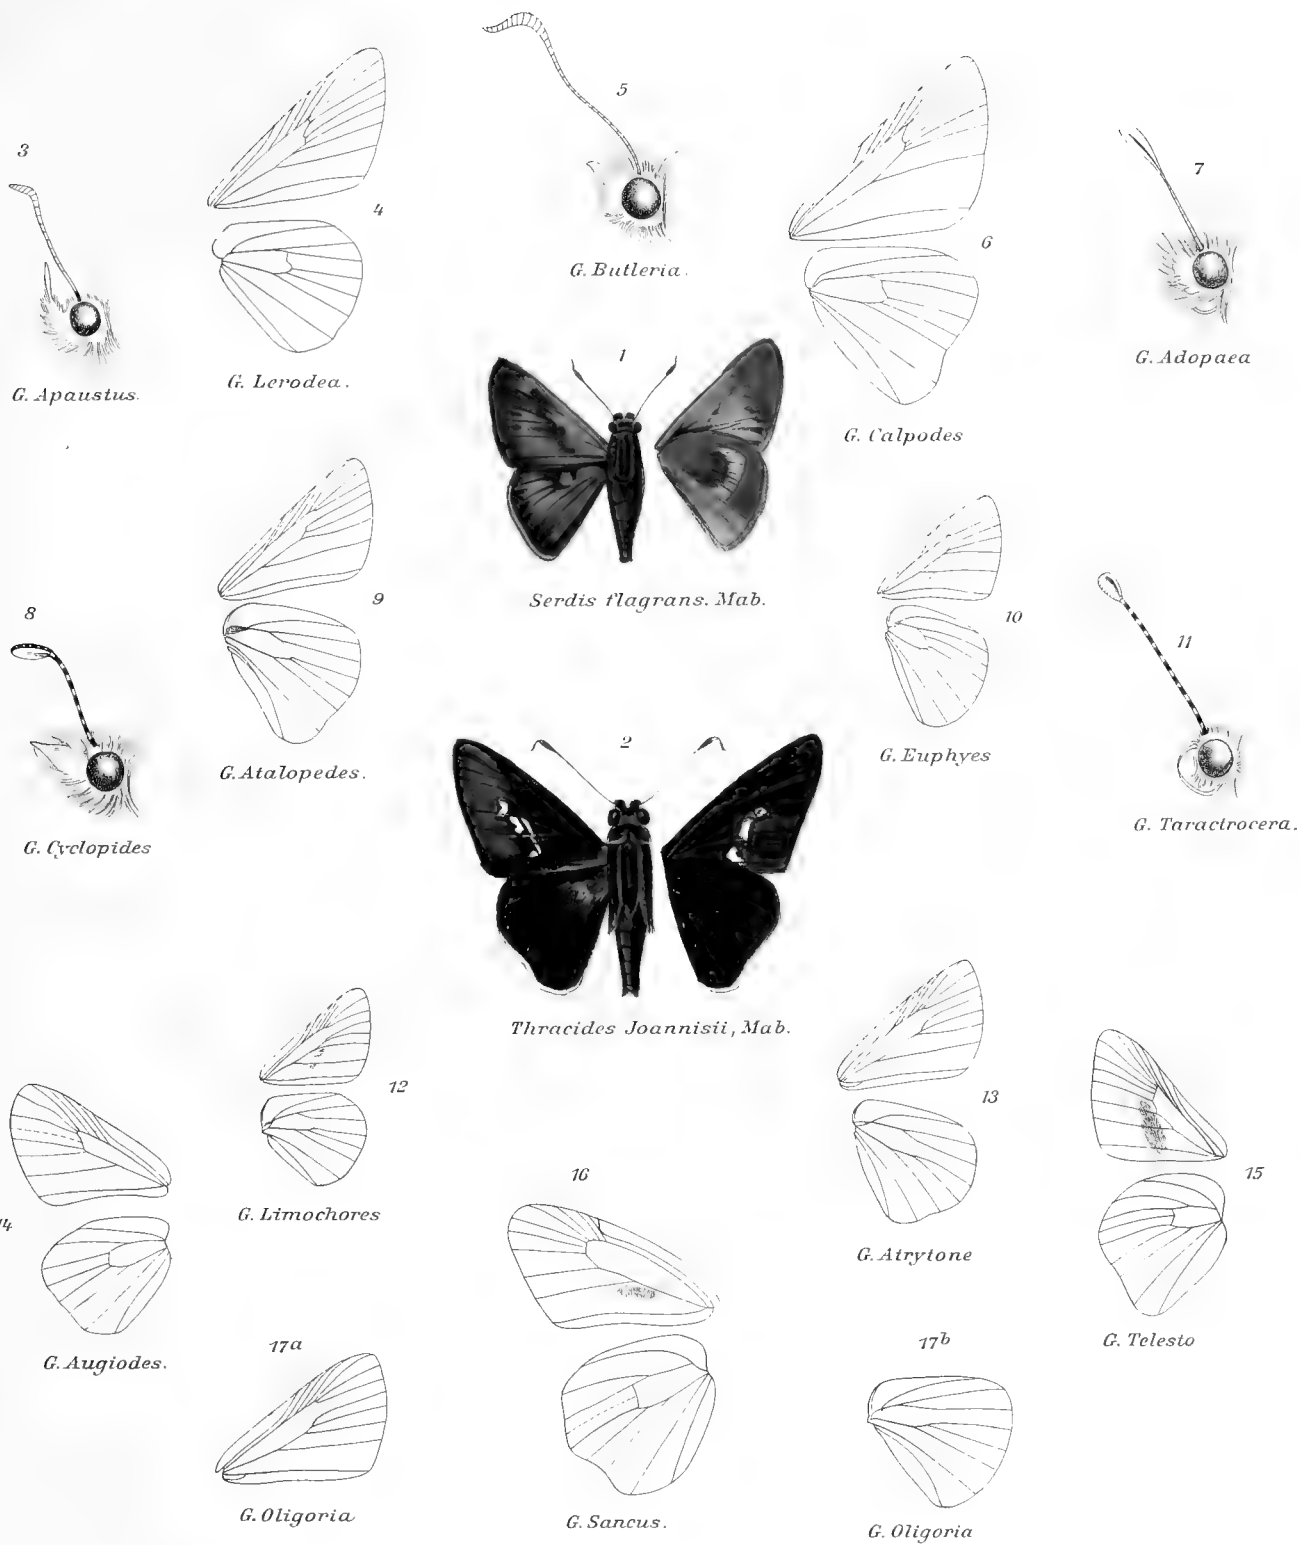 5
3
4
6
7
G. Butleria.
G. Apaustus.
G. Lerodea.
1
G. Adopaea
G. Calpodes
9
Serdis flagrans. Mab.
8
10
11
G. Cyclopides
G. Atalopedes.
2
G. Euphyes
G. Taractrocera.
Thracides Joannisii, Mab.
12
13
15
14
G. Limochores
16
G. Atrytone
G. Augiodes.
17a
17b
G. Telesto
G. Oligoria
G. Sancus.
G. Oligoria